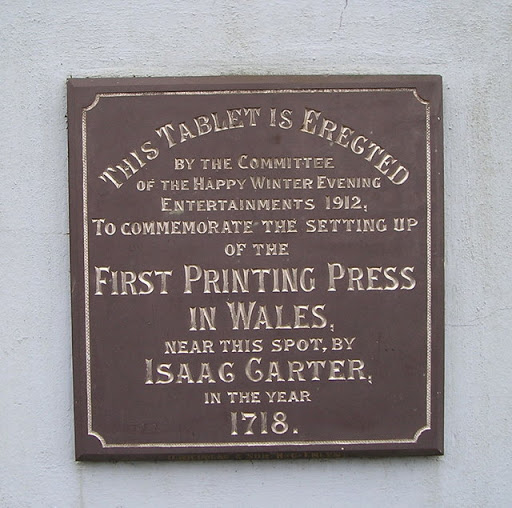 THIS TABLET IS ERECTED
BY THE COMMITTEE
OF THE HAPPY WINTER EVENING
ENTERTAINMENTS 1912,
TO COMMEMORATE THE SETTING UP
OF THE
FIRST PRINTING PRESS
IN WALES,
NEAR THIS SPOT, BY
ISAAC CARTER,
IN THE YEAR
1718.